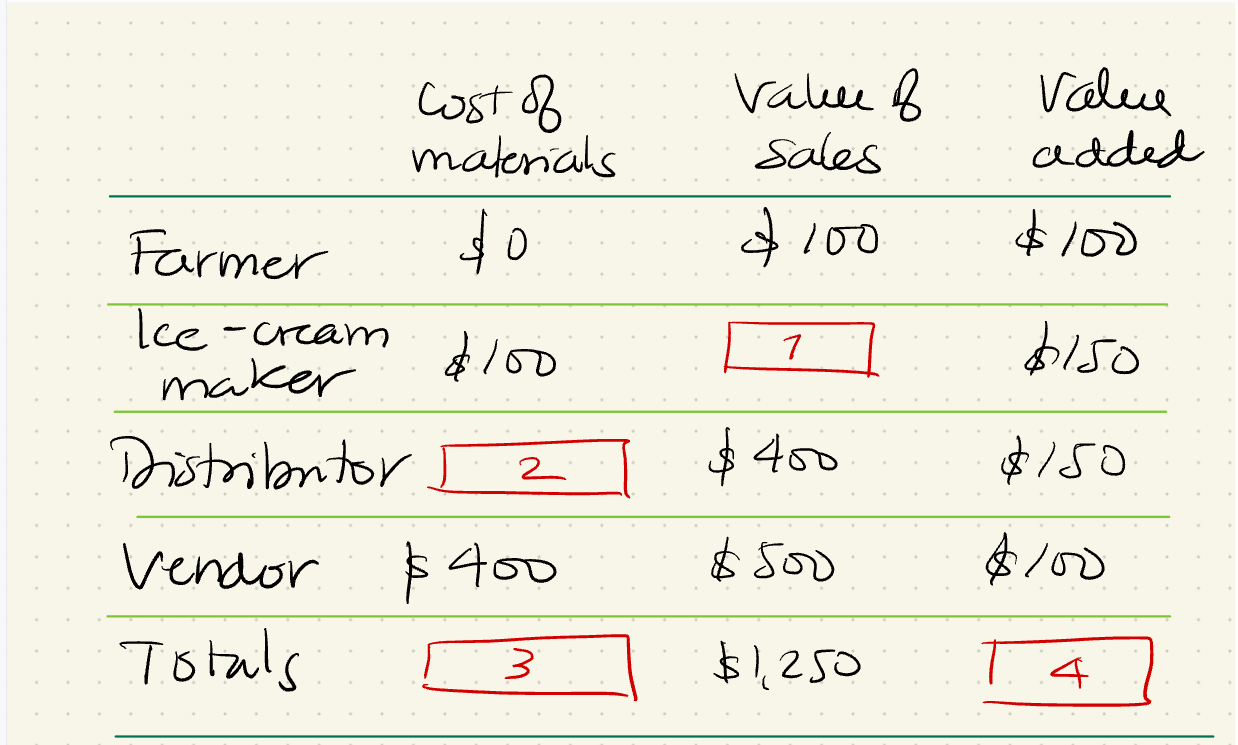 Cost of Value of Value
materials sales added
Farmer $0 $100 $100
Ice-cream
maker $100 1 $150
Distributor 2 $400 $150
Vendor $400 $500 $100
Totals 3 $1,250 4